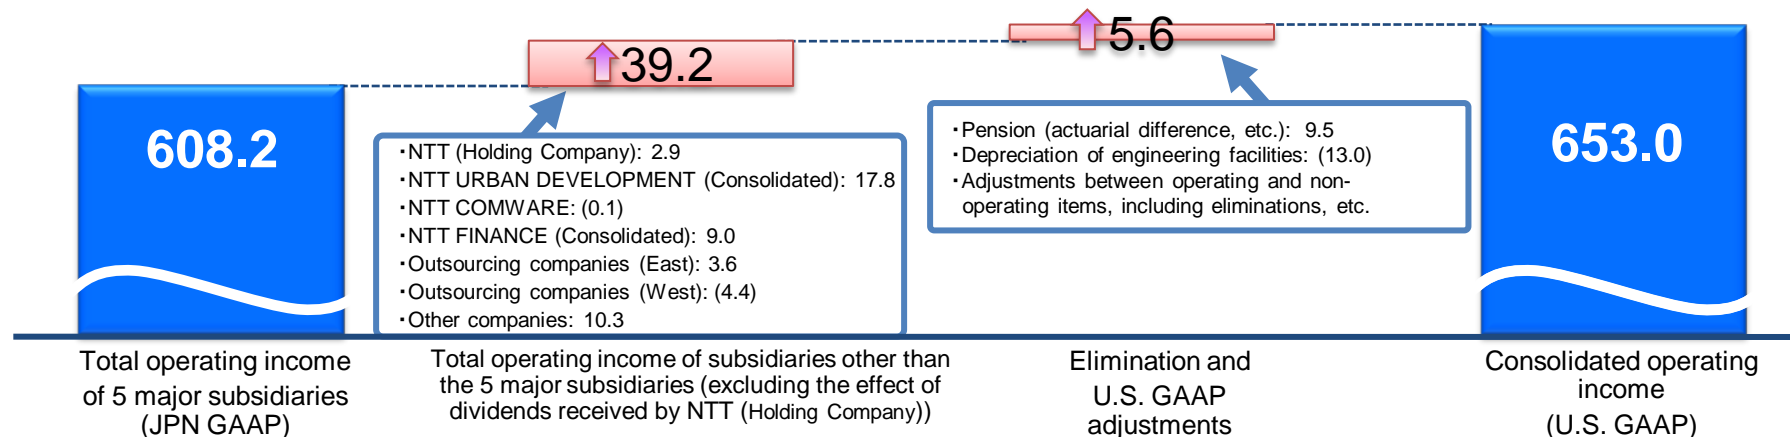 608.2
39.2
・NTT (Holding Company): 2.9
・NTT URBAN DEVELOPMENT (Consolidated): 17.8
・NTT COMWARE: (0.1)
・NTT FINANCE (Consolidated): 9.0
・Outsourcing companies (East): 3.6
・Outsourcing companies (West): (4.4)
・Other companies: 10.3
5.6
・Pension (actuarial difference, etc.): 9.5
・Depreciation of engineering facilities: (13.0)
・Adjustments between operating and non-
operating items, including eliminations, etc.
653.0
Total operating income
of 5 major subsidiaries
(JPN GAAP)
Total operating income of subsidiaries other than
the 5 major subsidiaries (excluding the effect of
dividends received by NTT (Holding Company))
Elimination and
U.S. GAAP
adjustments
Consolidated operating
income
(U.S. GAAP)